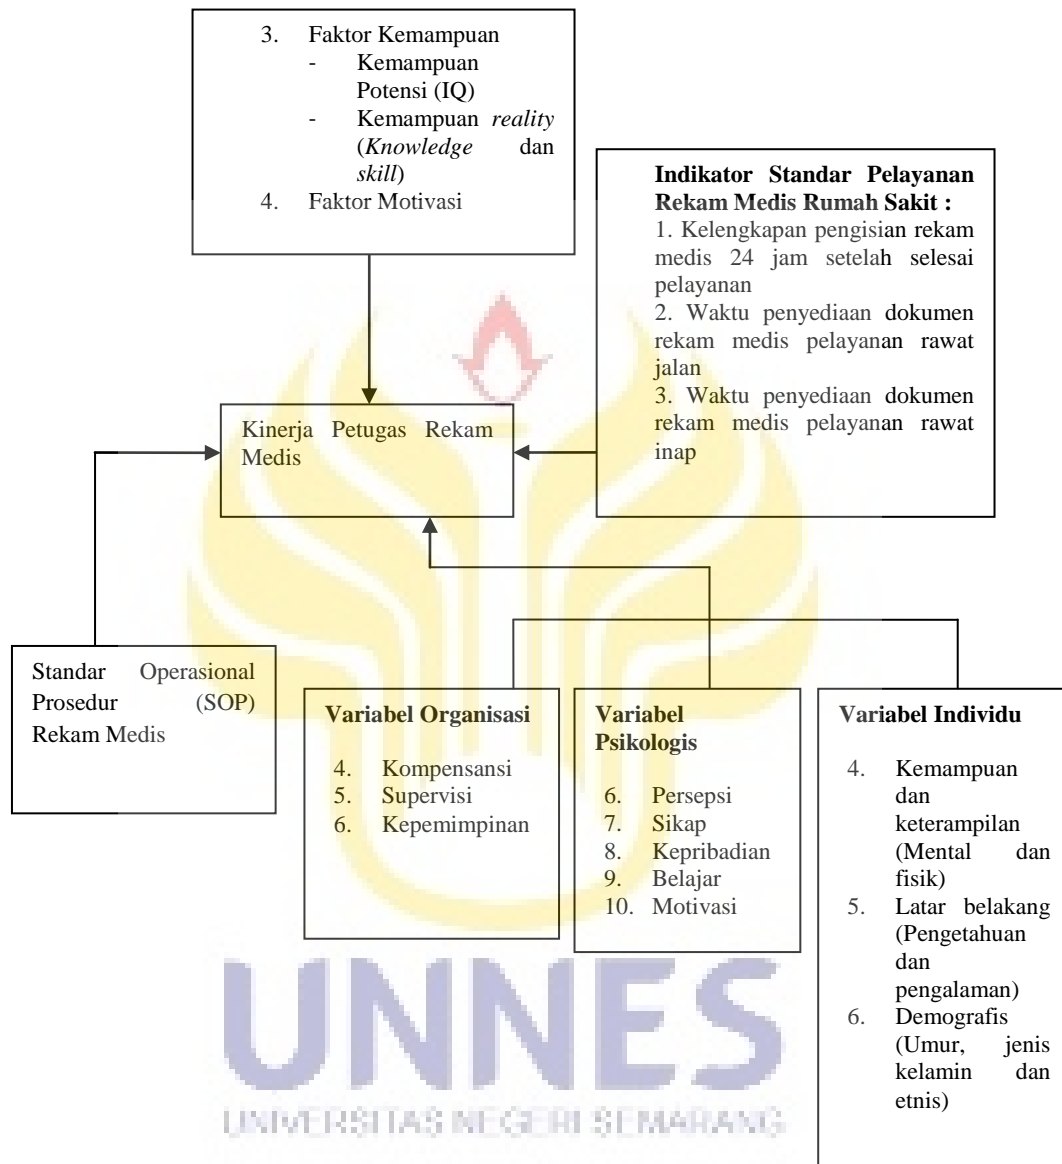 3. Faktor Kemampuan
- Kemampuan
Potensi (IQ)
- Kemampuan reality
(Knowledge dan
skill)
4. Faktor Motivasi
Indikator Standar Pelayanan
Rekam Medis Rumah Sakit :
1. Kelengkapan pengisian rekam
medis 24 jam setelah selesai
pelayanan
2. Waktu penyediaan dokumen
rekam medis pelayanan rawat
jalan
3. Waktu penyediaan dokumen
rekam medis pelayanan rawat
inap
Kinerja Petugas Rekam
Medis
Standar Operasional
Prosedur (SOP)
Rekam Medis
Variabel Organisasi
4. Kompensansi
5. Supervisi
6. Kepemimpinan
Variabel
Psikologis
6. Persepsi
7. Sikap
8. Kepribadian
9. Belajar
10. Motivasi
Variabel Individu
4. Kemampuan
dan
keterampilan
(Mental dan
fisik)
5. Latar belakang
(Pengetahuan
dan
pengalaman)
6. Demografis
(Umur, jenis
kelamin dan
etnis)
UNNES
UNIVERSITAS NEGERI SEMARANG